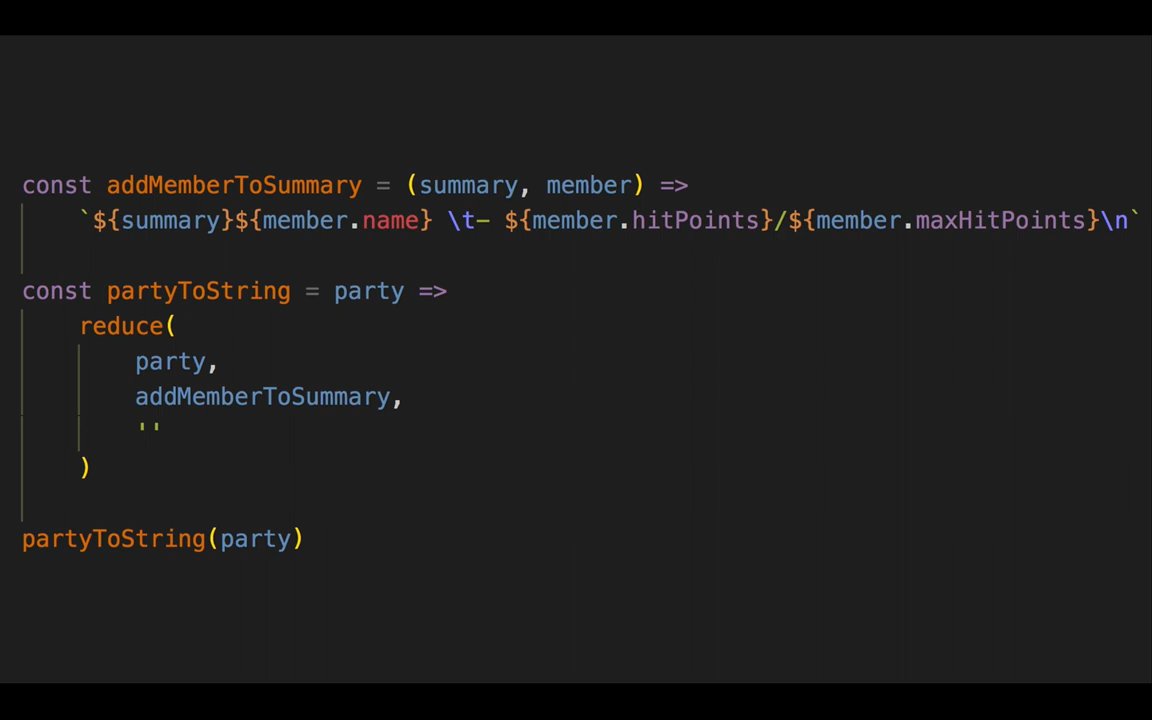 const addMemberToSummary = (summary, member) =>
    `${summary}${member.name} \t- ${member.hitPoints}/${member.maxHitPoints}\n`
const partyToString = party =>
    reduce(
        party,
        addMemberToSummary,
        ''
    )
partyToString(party)